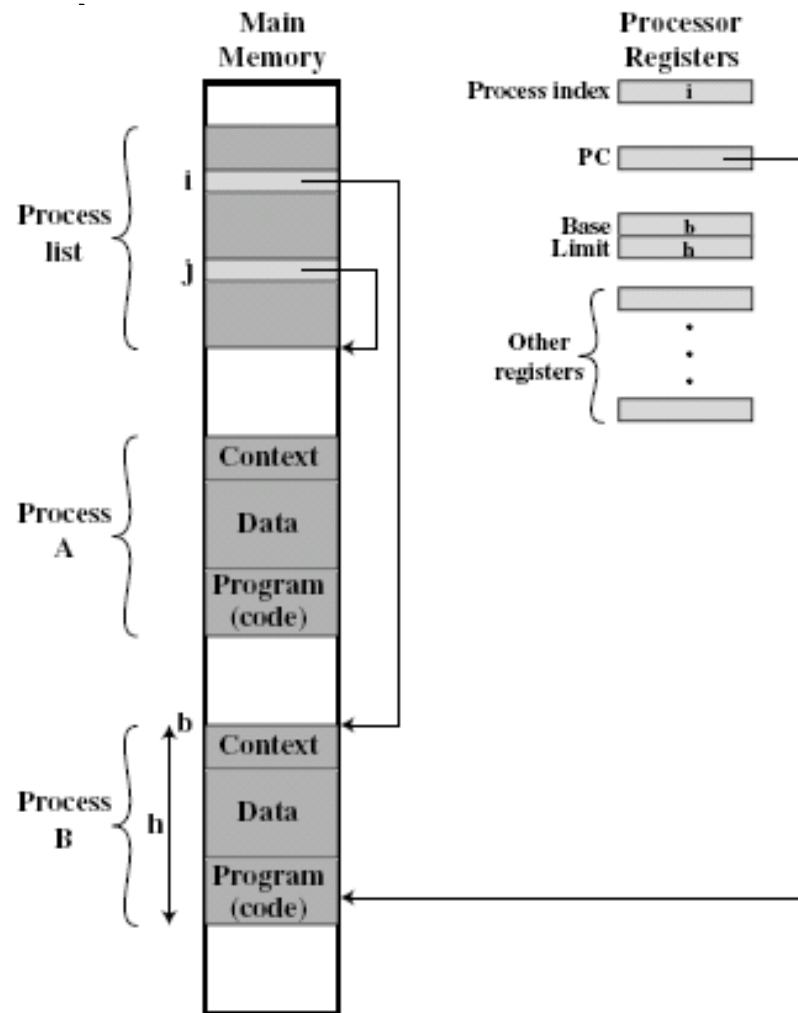 Main
Memory
Processor
Registers
Process index
i
PC
i
Process
list
Base
b
Limit
h
j
Other
registers
Context
Process
A
Data
Program
(code)
b
Context
Process
B
h
Data
Program
(code)